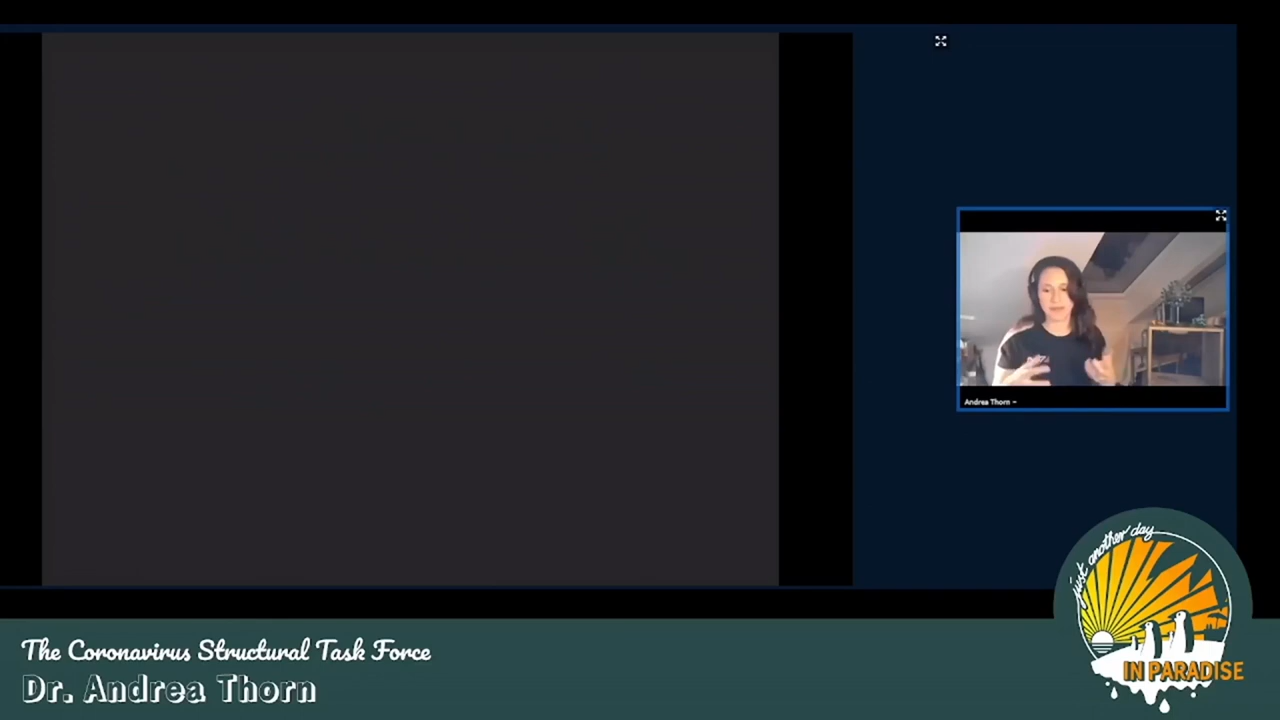 Andrea Thorn
just another day
IN PARADISE
The Coronavirus Structural Task Force
Dr. Andrea Thorn